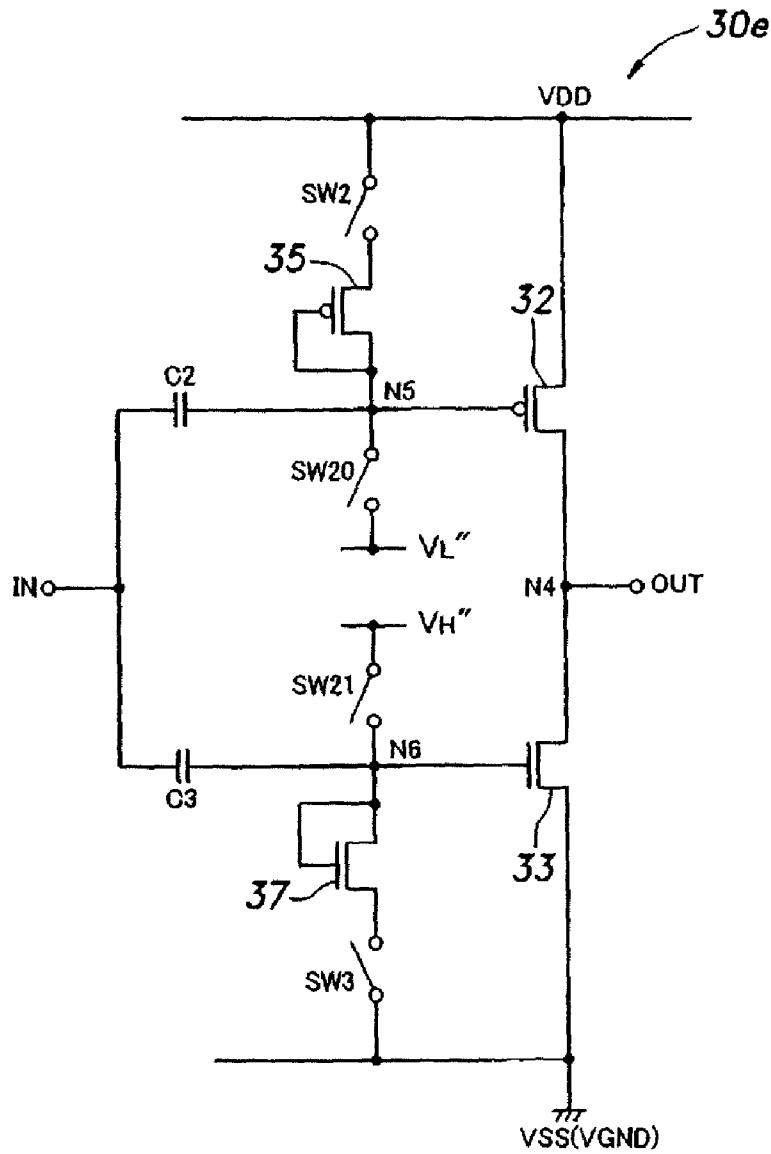 30e
VDD
SW2
35
32
C2
N5
SW20
VL"
IN
N4
OUT
VH"
SW21
N6
C3
37
33
SW3
VSS(VGND)